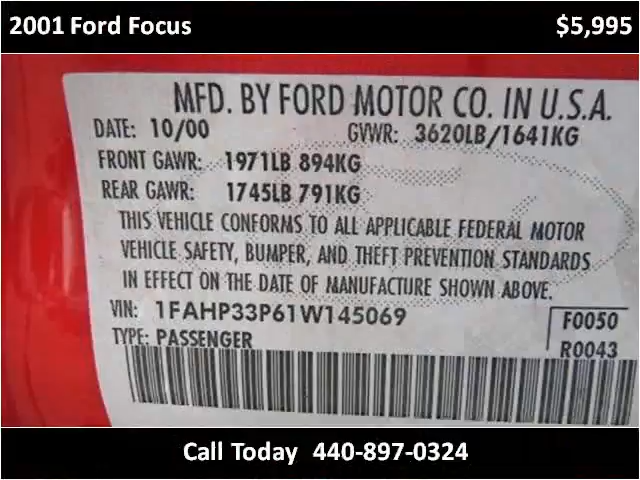 2001 Ford Focus $5,995
MFD. BY FORD MOTOR CO. IN U.S.A.
DATE: 10/00 GVWR: 3620LB/1641KG
FRONT GAWR: 1971LB 894KG
REAR GAWR: 1745LB 791KG
THIS VEHICLE CONFORMS TO ALL APPLICABLE FEDERAL MOTOR
VEHICLE SAFETY, BUMPER, AND THEFT PREVENTION STANDARDS
IN EFFECT ON THE DATE OF MANUFACTURE SHOWN ABOVE.
VIN: 1FAHP33P61W145069 F0050
TYPE: PASSENGER R0043
Call Today 440-897-0324